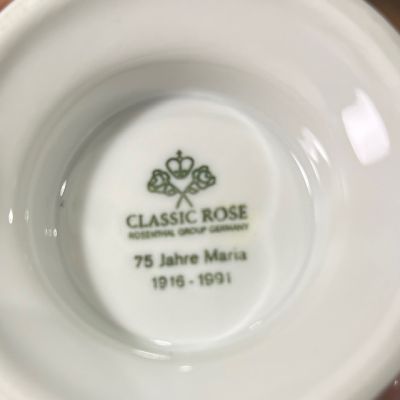 CLASSIC ROSE
ROSENTHAL GROUP GERMANY
75 Jahre Maria
1916 - 1991